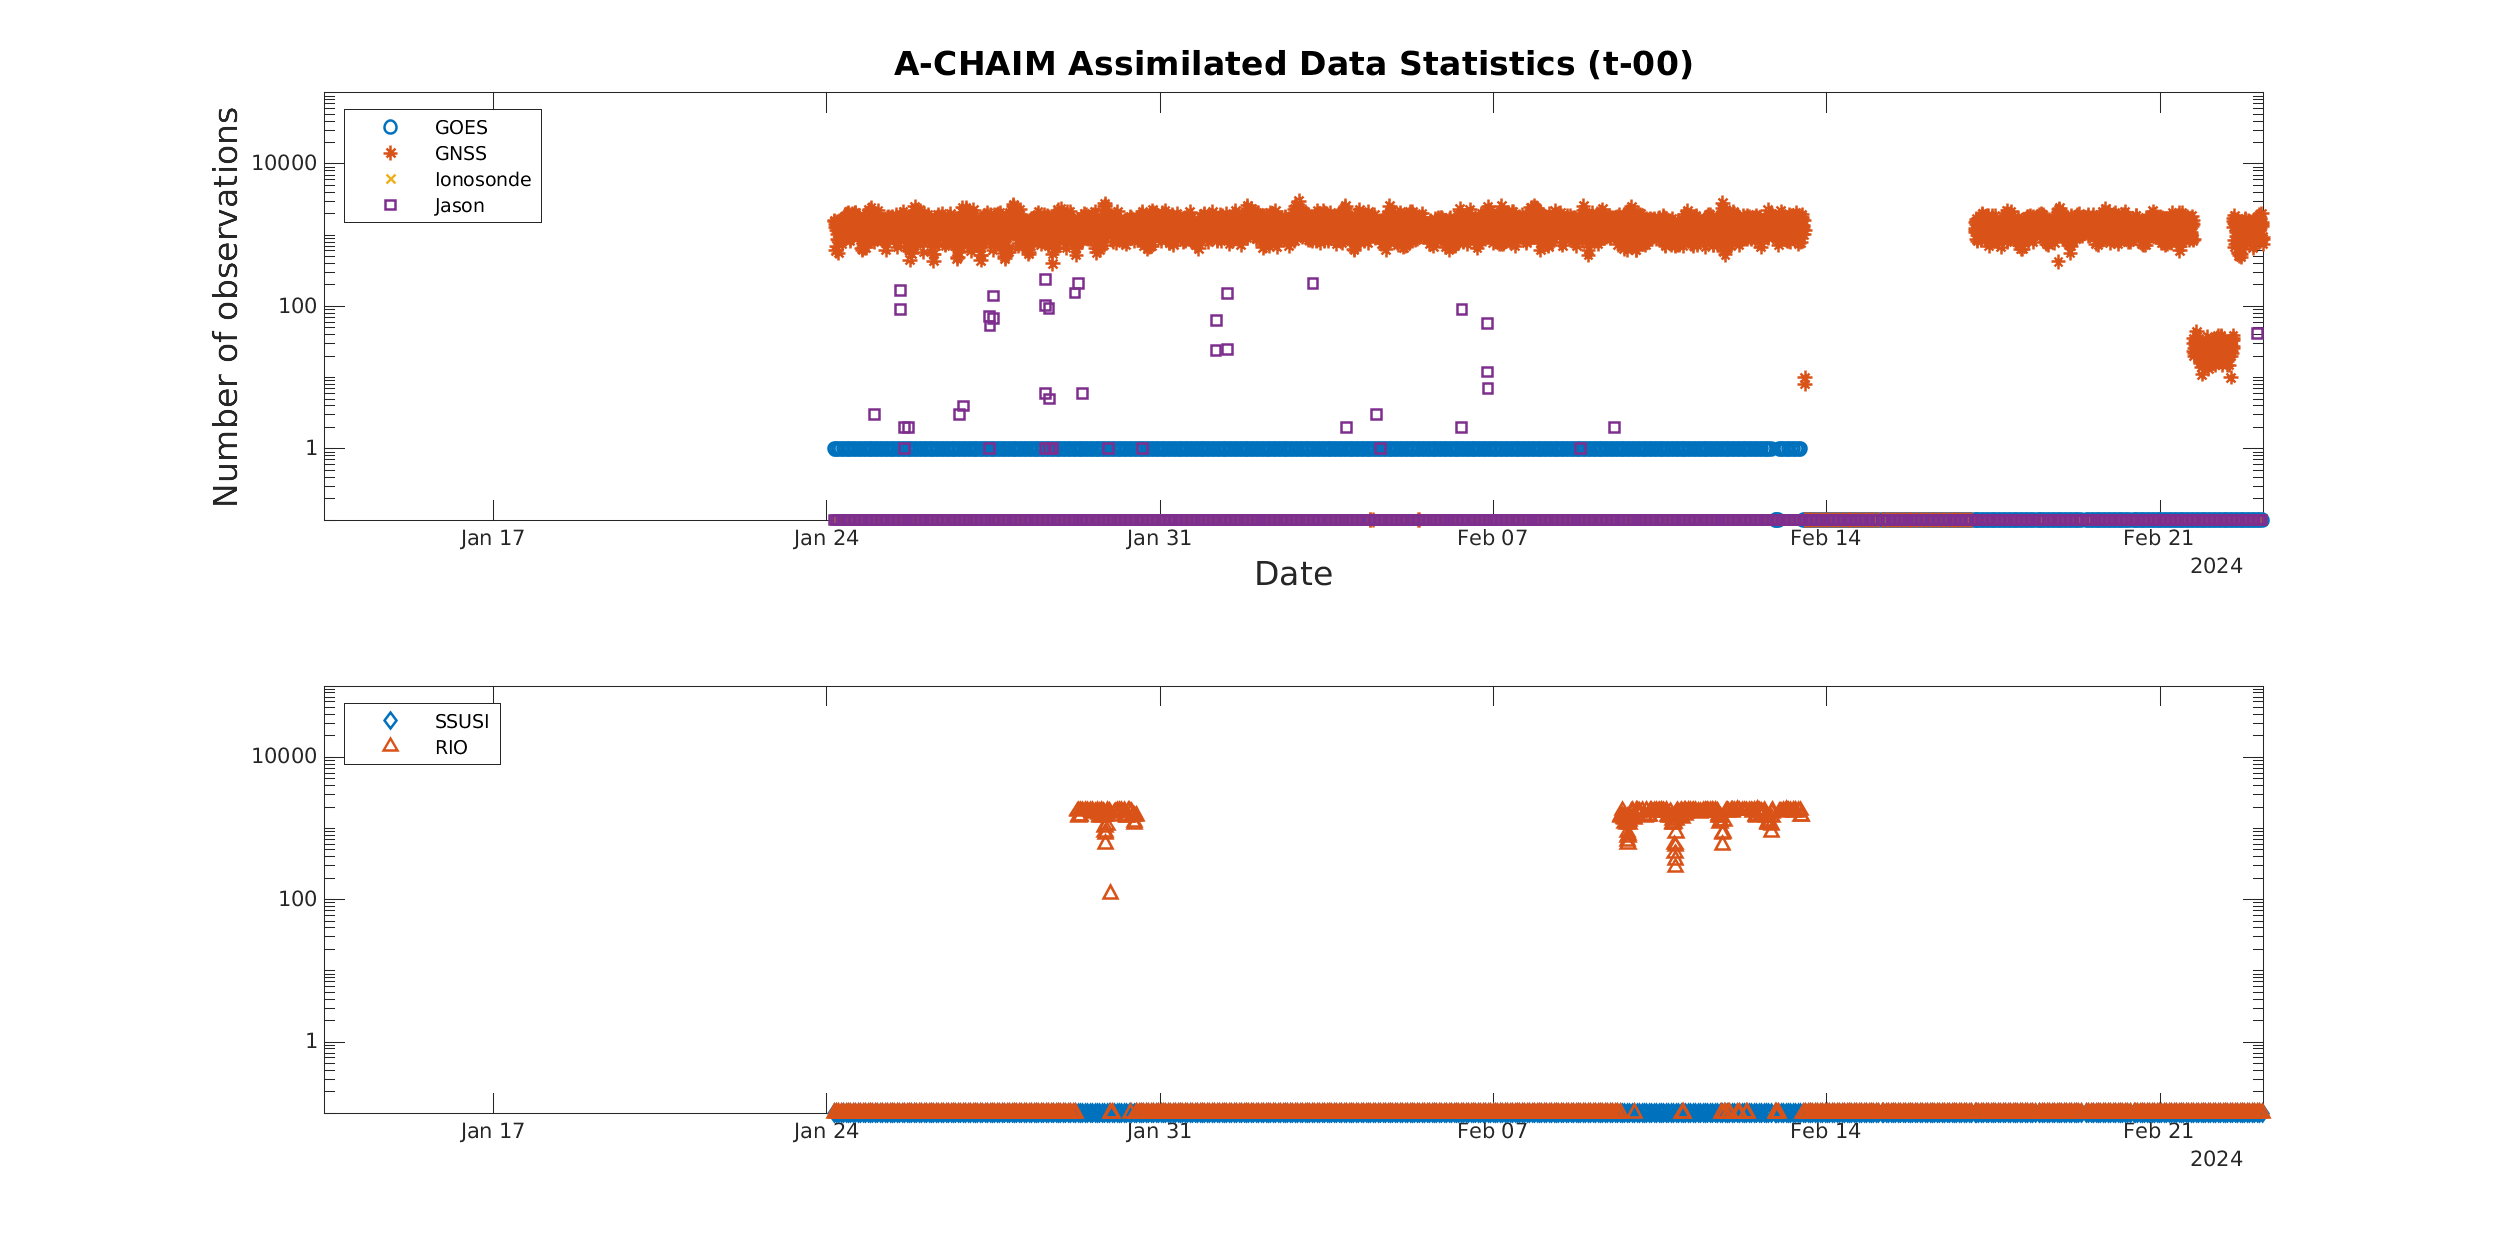 A-CHAIM Assimilated Data Statistics (t-00)
Number of observations
GOES
GNSS
Ionosonde
Jason
10000
100
1
Jan 17 Jan 24 Jan 31 Feb 07 Feb 14 Feb 21
2024
Date
SSUSI
RIO
10000
100
1
Jan 17 Jan 24 Jan 31 Feb 07 Feb 14 Feb 21
2024